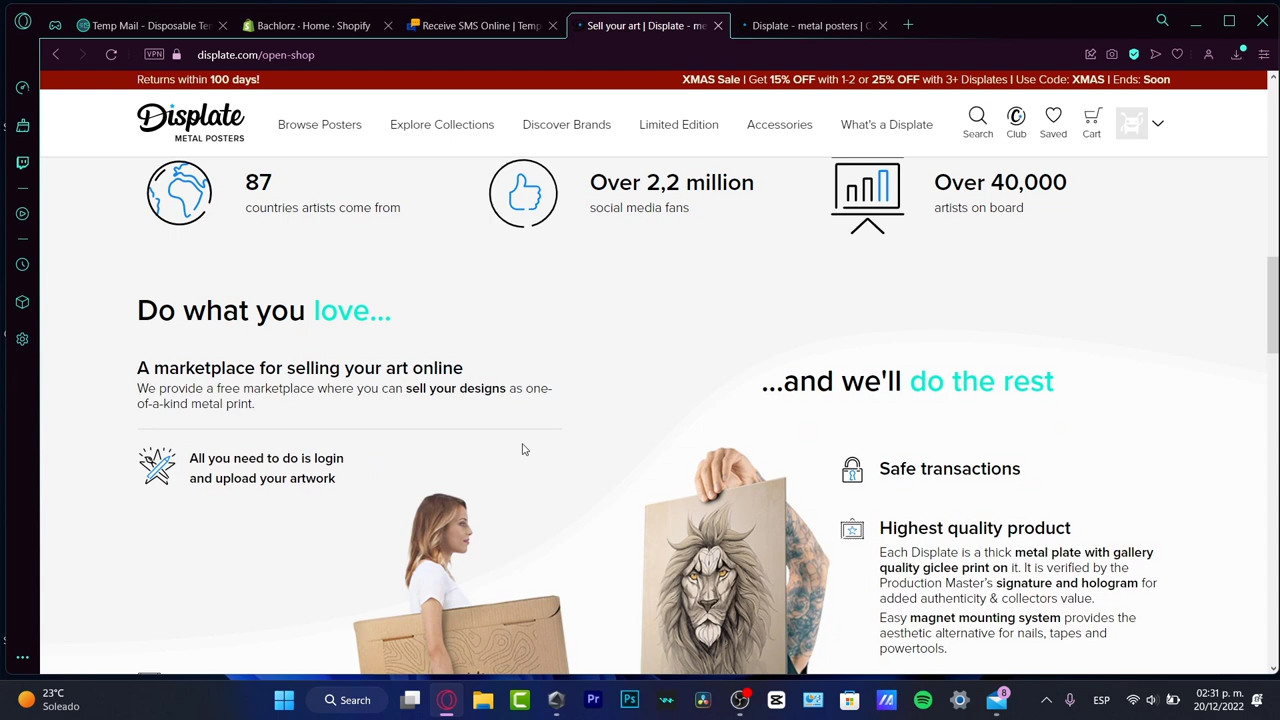 Temp Mail - Disposable Te
Bachlorz · Home · Shopify
Receive SMS Online | Temp
Sell your art | Displate - me
Displate - metal posters | C
VPN
displate.com/open-shop
Returns within 100 days!
XMAS Sale | Get 15% OFF with 1-2 or 25% OFF with 3+ Displates | Use Code: XMAS | Ends: Soon
Displate
METAL POSTERS
Browse Posters
Explore Collections
Discover Brands
Limited Edition
Accessories
What's a Displate
Search
Club
Saved
Cart
87
countries artists come from
Over 2,2 million
social media fans
Over 40,000
artists on board
Do what you love...
A marketplace for selling your art online
We provide a free marketplace where you can sell your designs as one-
of-a-kind metal print.
All you need to do is login
and upload your artwork
...and we'll do the rest
Safe transactions
Highest quality product
Each Displate is a thick metal plate with gallery
quality giclee print on it. It is verified by the
Production Master's signature and hologram for
added authenticity & collectors value.
Easy magnet mounting system provides the
aesthetic alternative for nails, tapes and
powertools.
23°C
Soleado
Search
Pr
Ps
8
ESP
02:31 p. m.
20/12/2022